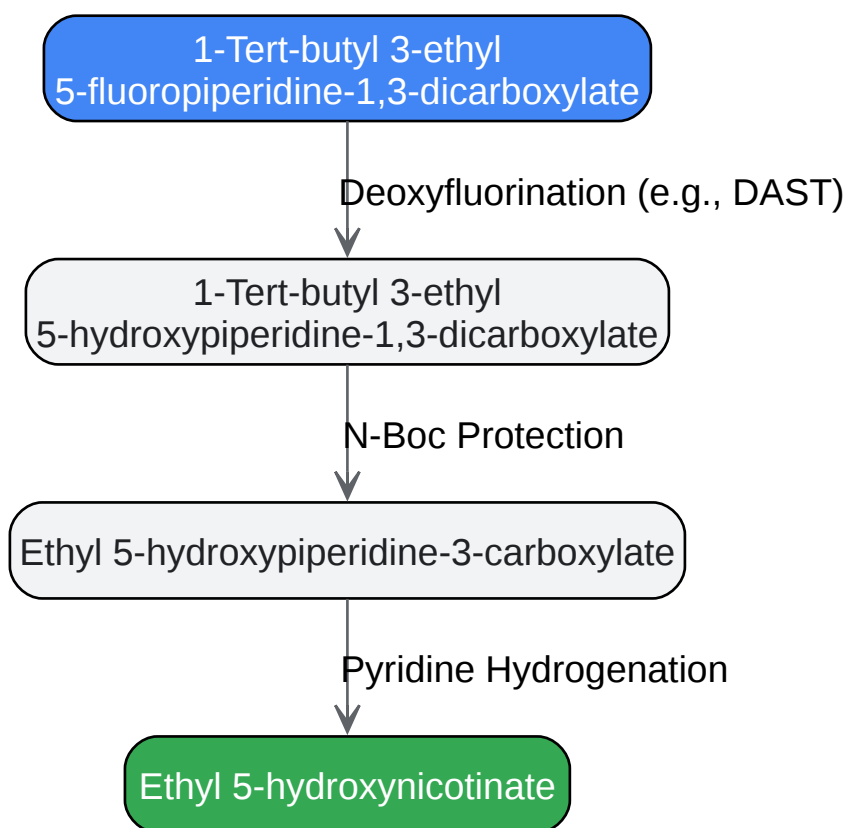 1-Tert-butyl 3-ethyl
5-fluoropiperidine-1,3-dicarboxylate
Deoxyfluorination (e.g., DAST)
1-Tert-butyl 3-ethyl
5-hydroxypiperidine-1,3-dicarboxylate
N-Boc Protection
Ethyl 5-hydroxypiperidine-3-carboxylate
Pyridine Hydrogenation
Ethyl 5-hydroxynicotinate